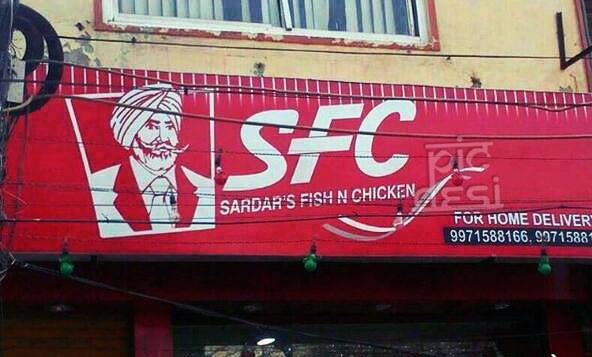 SFC
SARDAR'S FISH N CHICKEN
pic
desi
FOR HOME DELIVERY
9971588166, 9971588